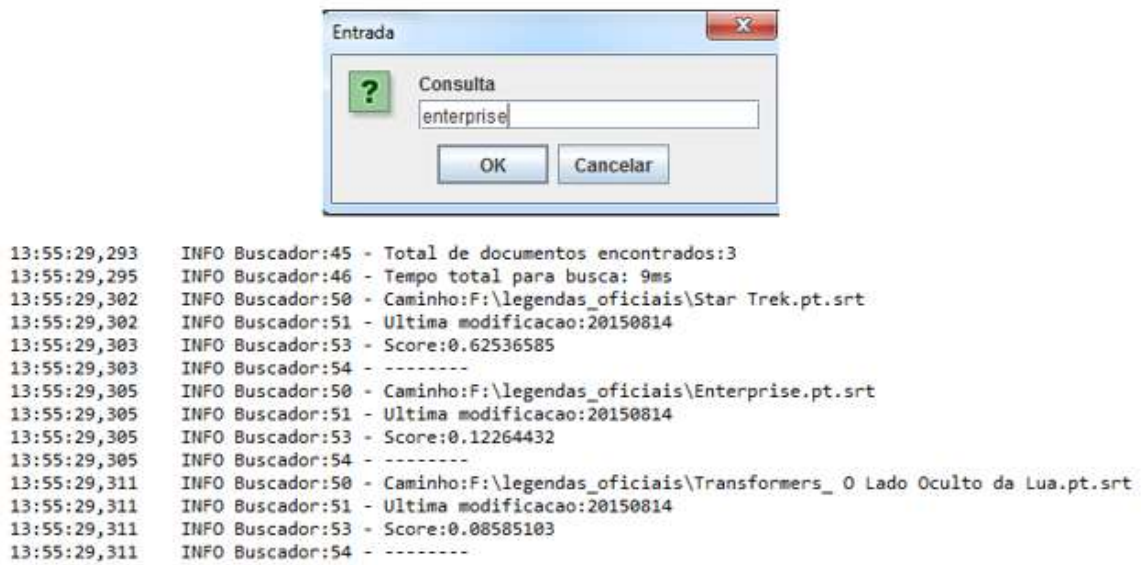 Entrada
Consulta
enterprise
OK Cancelar
13:55:29,293 INFO Buscador:45 - Total de documentos encontrados:3
13:55:29,295 INFO Buscador:46 - Tempo total para busca: 9ms
13:55:29,302 INFO Buscador:50 - Caminho:F:\legendas_oficiais\Star Trek.pt.srt
13:55:29,302 INFO Buscador:51 - Ultima modificacao:20150814
13:55:29,303 INFO Buscador:53 - Score:0.62536585
13:55:29,303 INFO Buscador:54 - --------
13:55:29,305 INFO Buscador:50 - Caminho:F:\legendas_oficiais\Enterprise.pt.srt
13:55:29,305 INFO Buscador:51 - Ultima modificacao:20150814
13:55:29,305 INFO Buscador:53 - Score:0.12264432
13:55:29,305 INFO Buscador:54 - --------
13:55:29,311 INFO Buscador:50 - Caminho:F:\legendas_oficiais\Transformers_ O Lado Oculto da Lua.pt.srt
13:55:29,311 INFO Buscador:51 - Ultima modificacao:20150814
13:55:29,311 INFO Buscador:53 - Score:0.08585103
13:55:29,311 INFO Buscador:54 - --------